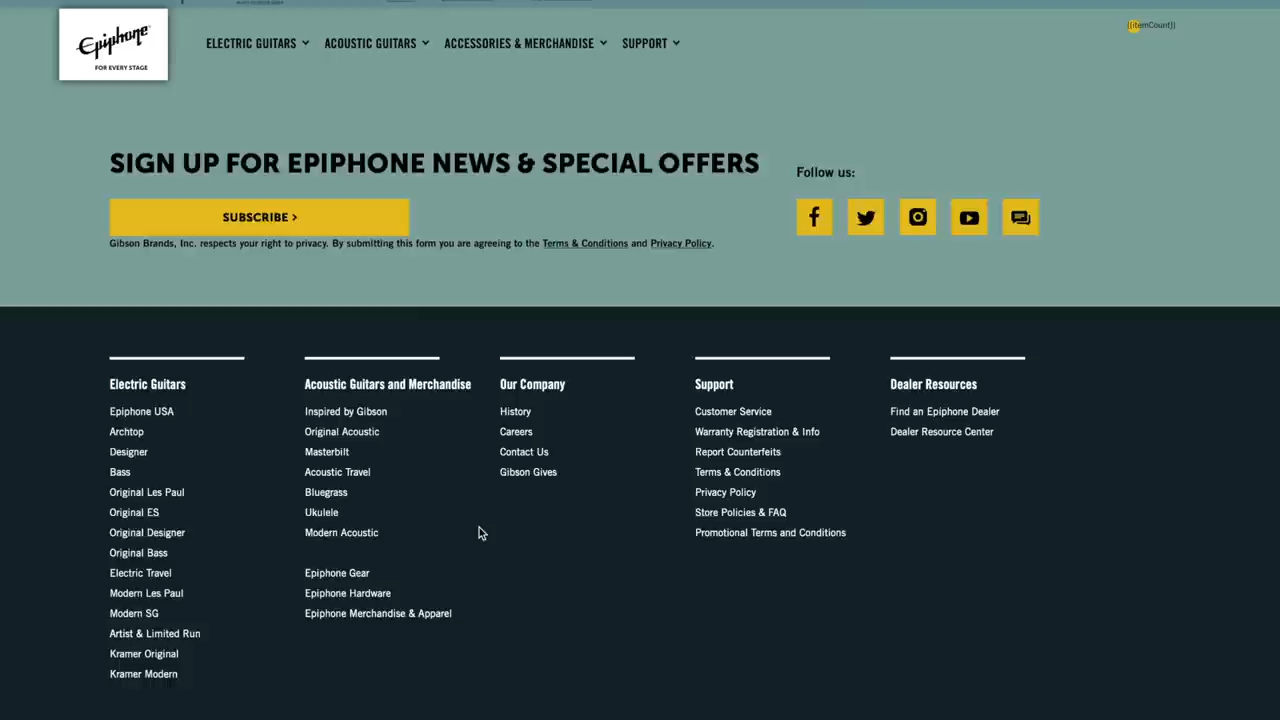 Epiphone
FOR EVERY STAGE
ELECTRIC GUITARS
ACOUSTIC GUITARS
ACCESSORIES & MERCHANDISE
SUPPORT
{{itemCount}}
SIGN UP FOR EPIPHONE NEWS & SPECIAL OFFERS
SUBSCRIBE >
Gibson Brands, Inc. respects your right to privacy. By submitting this form you are agreeing to the Terms & Conditions and Privacy Policy.
Follow us:
Electric Guitars
Epiphone USA
Archtop
Designer
Bass
Original Les Paul
Original ES
Original Designer
Original Bass
Electric Travel
Modern Les Paul
Modern SG
Artist & Limited Run
Kramer Original
Kramer Modern
Acoustic Guitars and Merchandise
Inspired by Gibson
Original Acoustic
Masterbilt
Acoustic Travel
Bluegrass
Ukulele
Modern Acoustic
Epiphone Gear
Epiphone Hardware
Epiphone Merchandise & Apparel
Our Company
History
Careers
Contact Us
Gibson Gives
Support
Customer Service
Warranty Registration & Info
Report Counterfeits
Terms & Conditions
Privacy Policy
Store Policies & FAQ
Promotional Terms and Conditions
Dealer Resources
Find an Epiphone Dealer
Dealer Resource Center